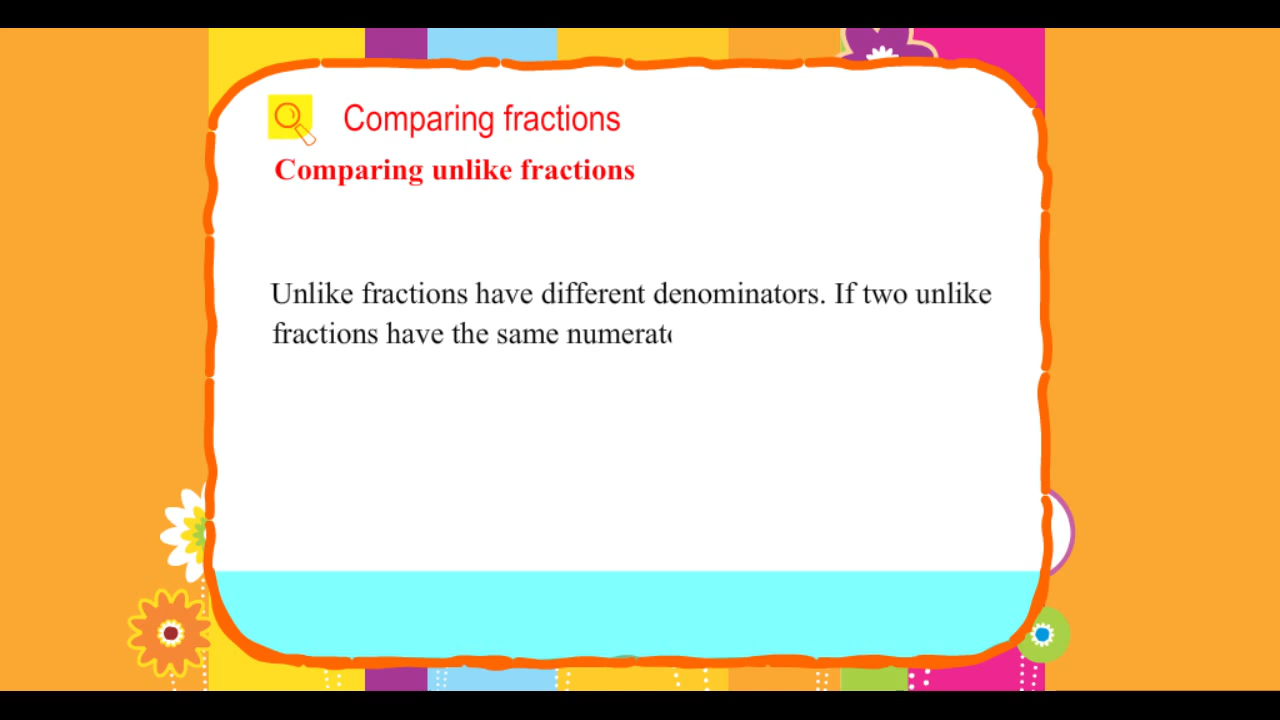 Comparing fractions
Comparing unlike fractions
Unlike fractions have different denominators. If two unlike
fractions have the same